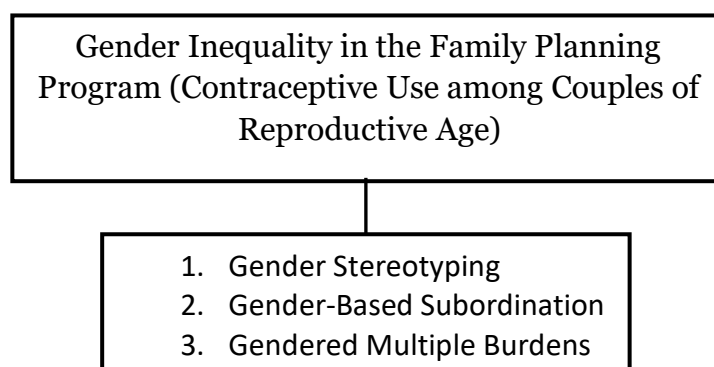 Gender Inequality in the Family Planning
Program (Contraceptive Use among Couples of
Reproductive Age)
1. Gender Stereotyping
2. Gender-Based Subordination
3. Gendered Multiple Burdens